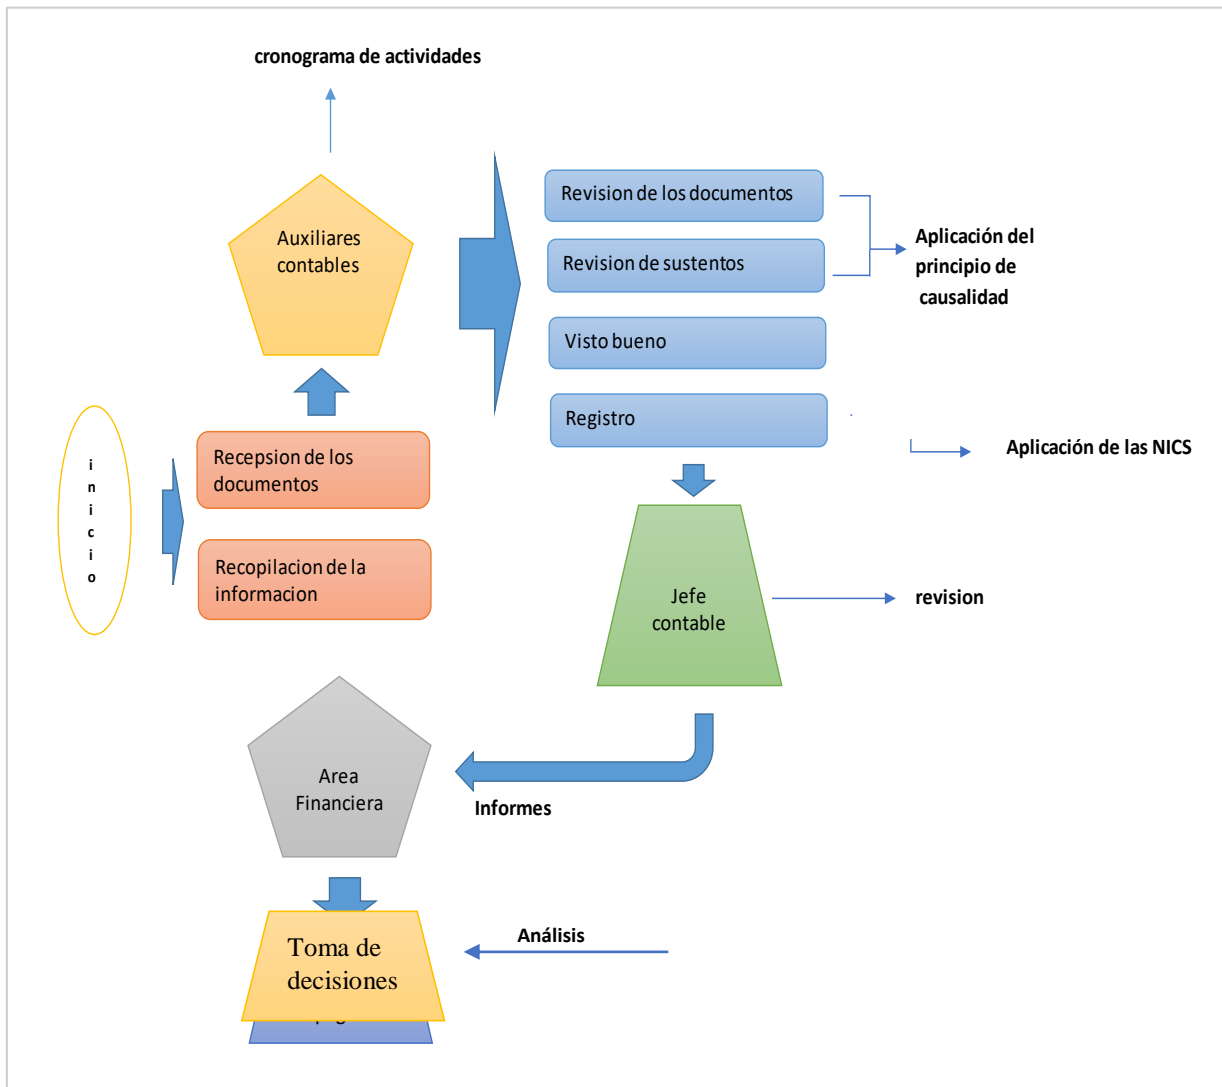 cronograma de actividades
Auxiliares
contables
Revision de los documentos
Revision de sustentos
Visto bueno
Registro
Aplicación del
principio de
causalidad
Aplicación de las NICS
inicio
Recepsion de los
documentos
Recopilacion de la
informacion
Jefe
contable
revision
Area
Financiera
Informes
Toma de
decisiones
Análisis